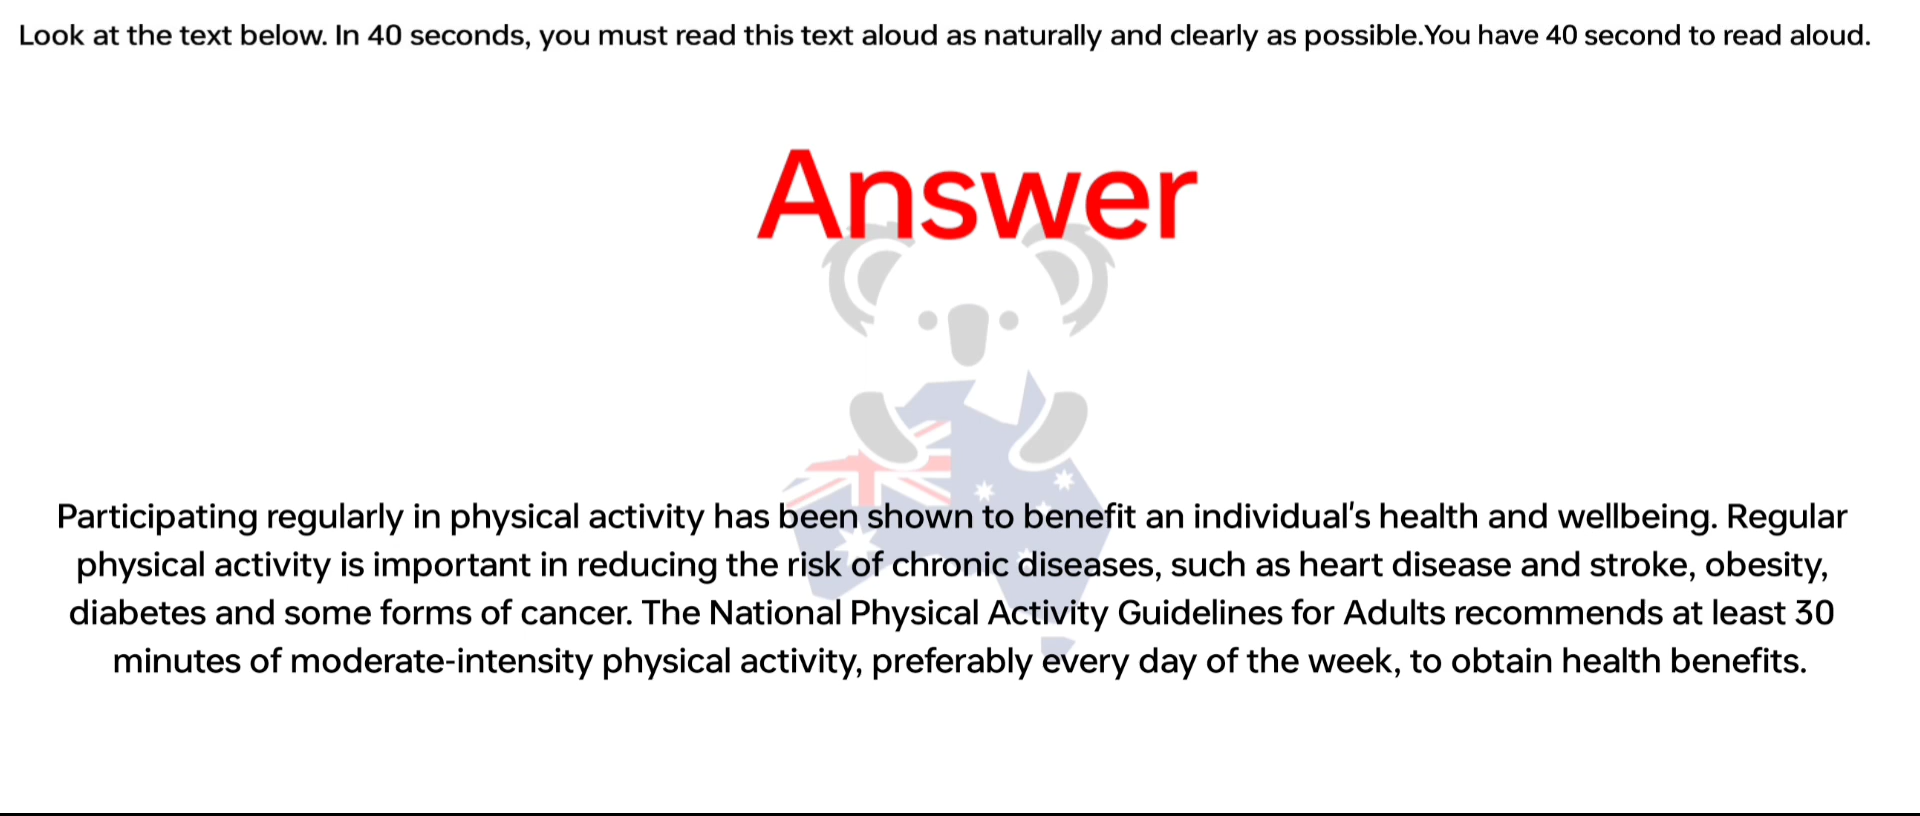 Look at the text below. In 40 seconds, you must read this text aloud as naturally and clearly as possible.You have 40 second to read aloud.
Answer
Participating regularly in physical activity has been shown to benefit an individual's health and wellbeing. Regular
physical activity is important in reducing the risk of chronic diseases, such as heart disease and stroke, obesity,
diabetes and some forms of cancer. The National Physical Activity Guidelines for Adults recommends at least 30
minutes of moderate-intensity physical activity, preferably every day of the week, to obtain health benefits.